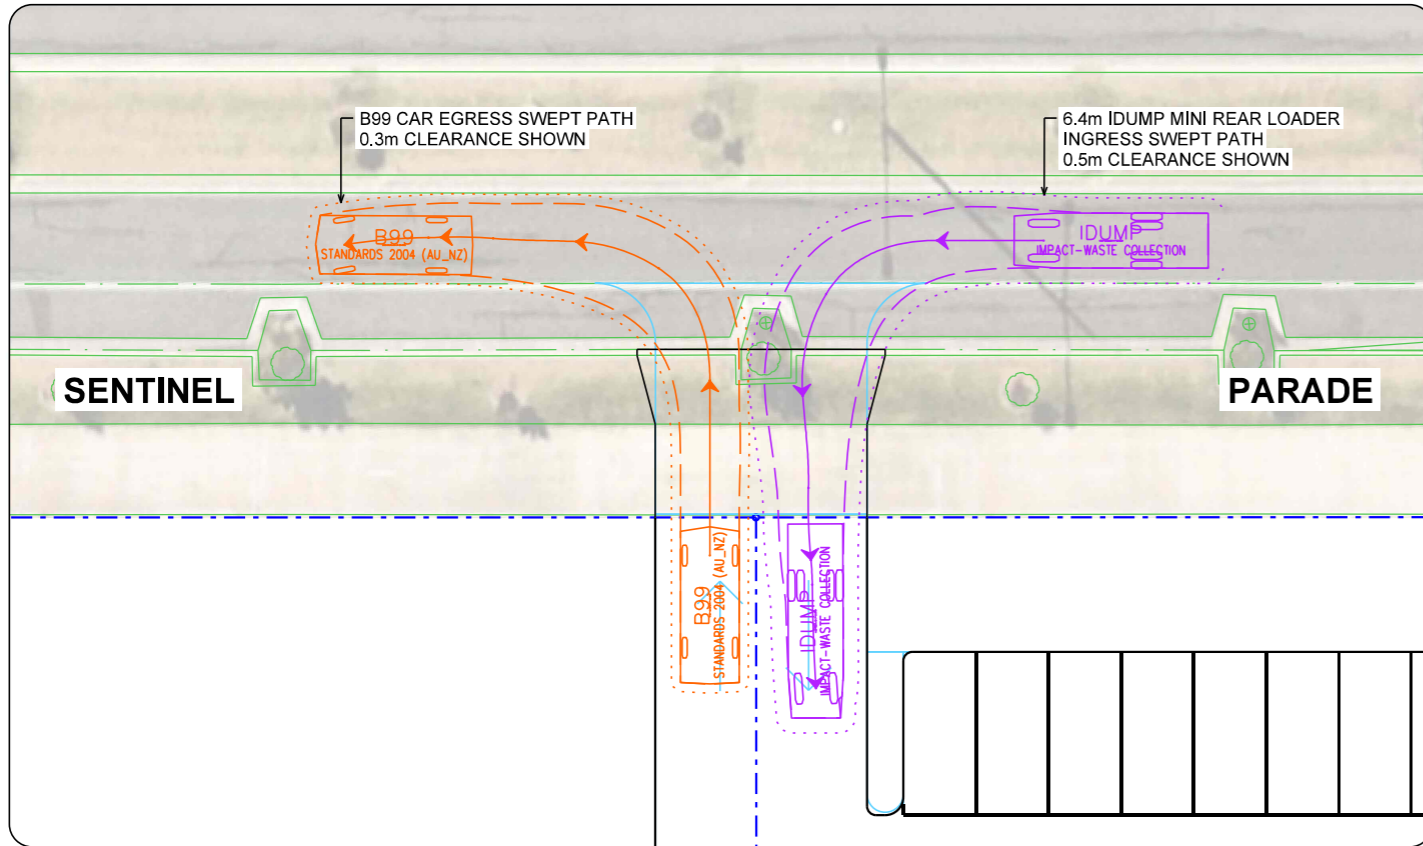 B99 CAR EGRESS SWEPT PATH
0.3m CLEARANCE SHOWN
6.4m IDUMP MINI REAR LOADER
INGRESS SWEPT PATH
0.5m CLEARANCE SHOWN
B99
STANDARDS 2004 (AU_NZ)
IDUMP
IMPACT-WASTE COLLECTION
SENTINEL
PARADE
B99
STANDARDS 2004 (AU_NZ)
IDUMP
IMPACT-WASTE COLLECTION